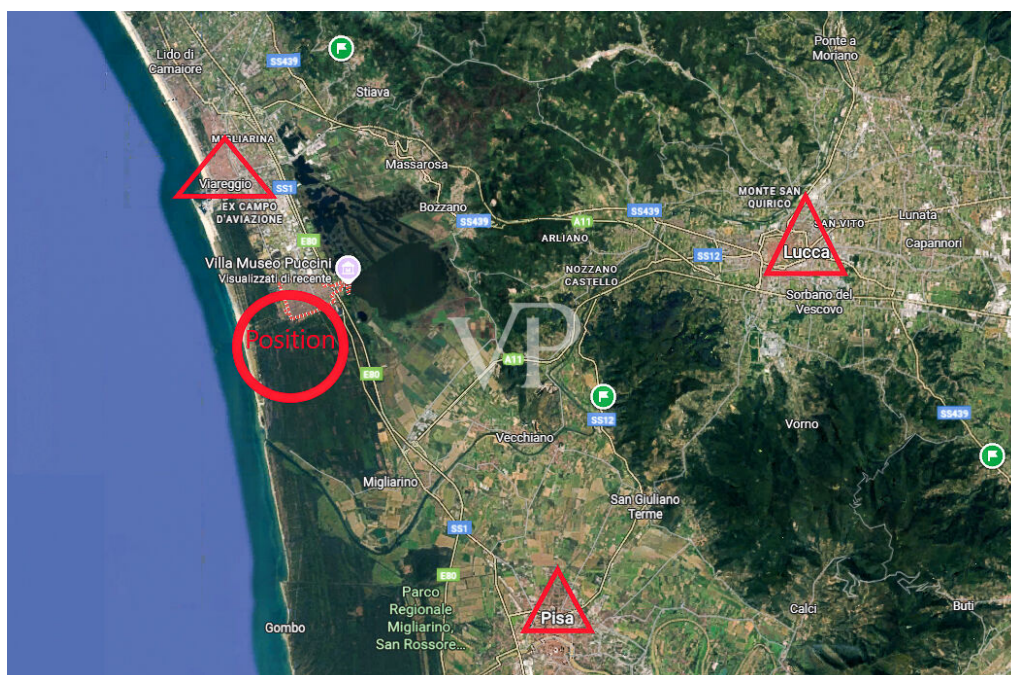 Lido di
Camaiore
SS439
Stiava
Ponte a
Moriano
MIGLIARINA
Viareggio
SS1
EX CAMPO
D'AVIAZIONE
Massarosa
Bozzano
SS439
E80
Villa Museo Puccini
Visualizzati di recente
Position
E80
A11
ARLIANO
SS439
NOZZANO
CASTELLO
SS12
MONTE SAN
QUIRICO
SAN VITO
Lunata
Capannori
Lucca
Sorbano del
Vescovo
VP
A11
SS12
Vorno
SS439
Vecchiano
Migliarino
San Giuliano
Terme
SS1
E80
Parco
Regionale
Migliarino,
San Rossore...
Pisa
Calci
Buti
Gombo